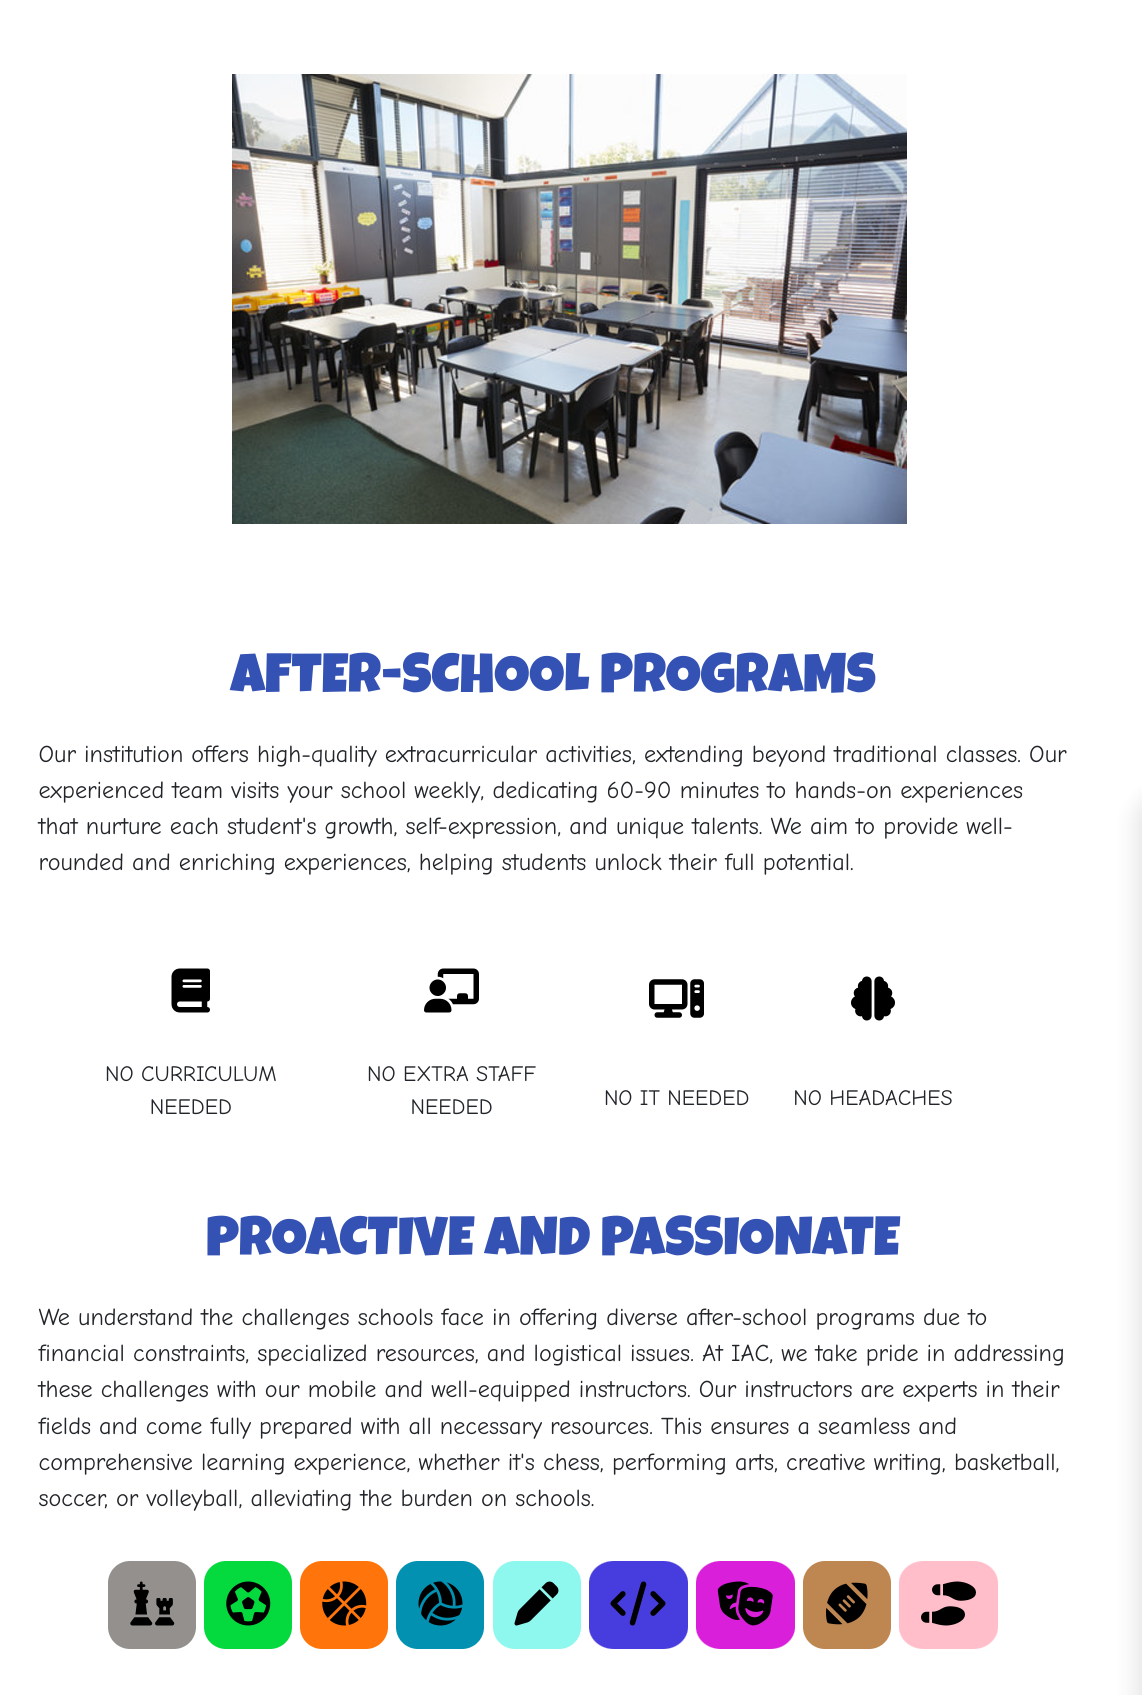 AFTER-SCHOOL PROGRAMS
Our institution offers high-quality extracurricular activities, extending beyond traditional classes. Our
experienced team visits your school weekly, dedicating 60-90 minutes to hands-on experiences
that nurture each student's growth, self-expression, and unique talents. We aim to provide well-
rounded and enriching experiences, helping students unlock their full potential.
NO CURRICULUM
NEEDED
NO EXTRA STAFF
NEEDED
NO IT NEEDED
NO HEADACHES
PROACTIVE AND PASSIONATE
We understand the challenges schools face in offering diverse after-school programs due to
financial constraints, specialized resources, and logistical issues. At IAC, we take pride in addressing
these challenges with our mobile and well-equipped instructors. Our instructors are experts in their
fields and come fully prepared with all necessary resources. This ensures a seamless and
comprehensive learning experience, whether it's chess, performing arts, creative writing, basketball,
soccer, or volleyball, alleviating the burden on schools.